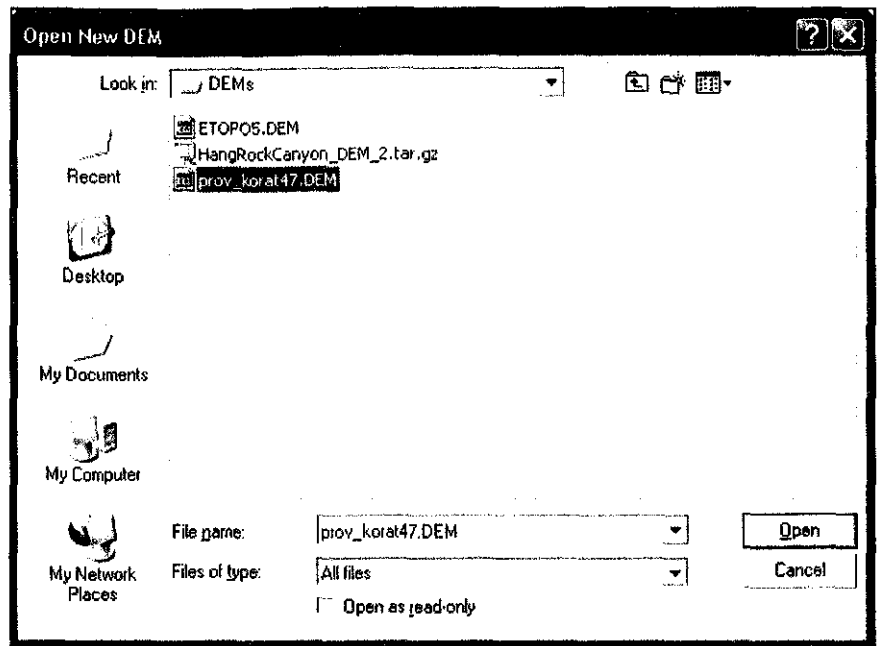 Open New DEM
Look in: DEMs
ETOPO5.DEM
HangRockCanyon_DEM_2.tar.gz
prov_korat47.DEM
Recent
Desktop
My Documents
My Computer
My Network Places
File name: prov_korat47.DEM
Open
Files of type: All files
Cancel
Open as read-only